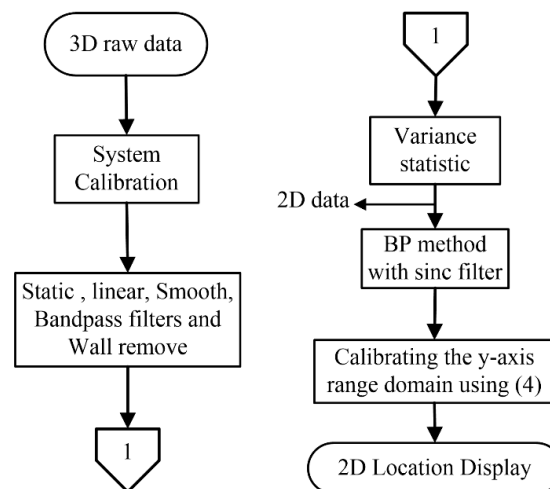 3D raw data
System
Calibration
Static , linear, Smooth,
Bandpass filters and
Wall remove
1
1
Variance
statistic
2D data
BP method
with sinc filter
Calibrating the y-axis
range domain using (4)
2D Location Display